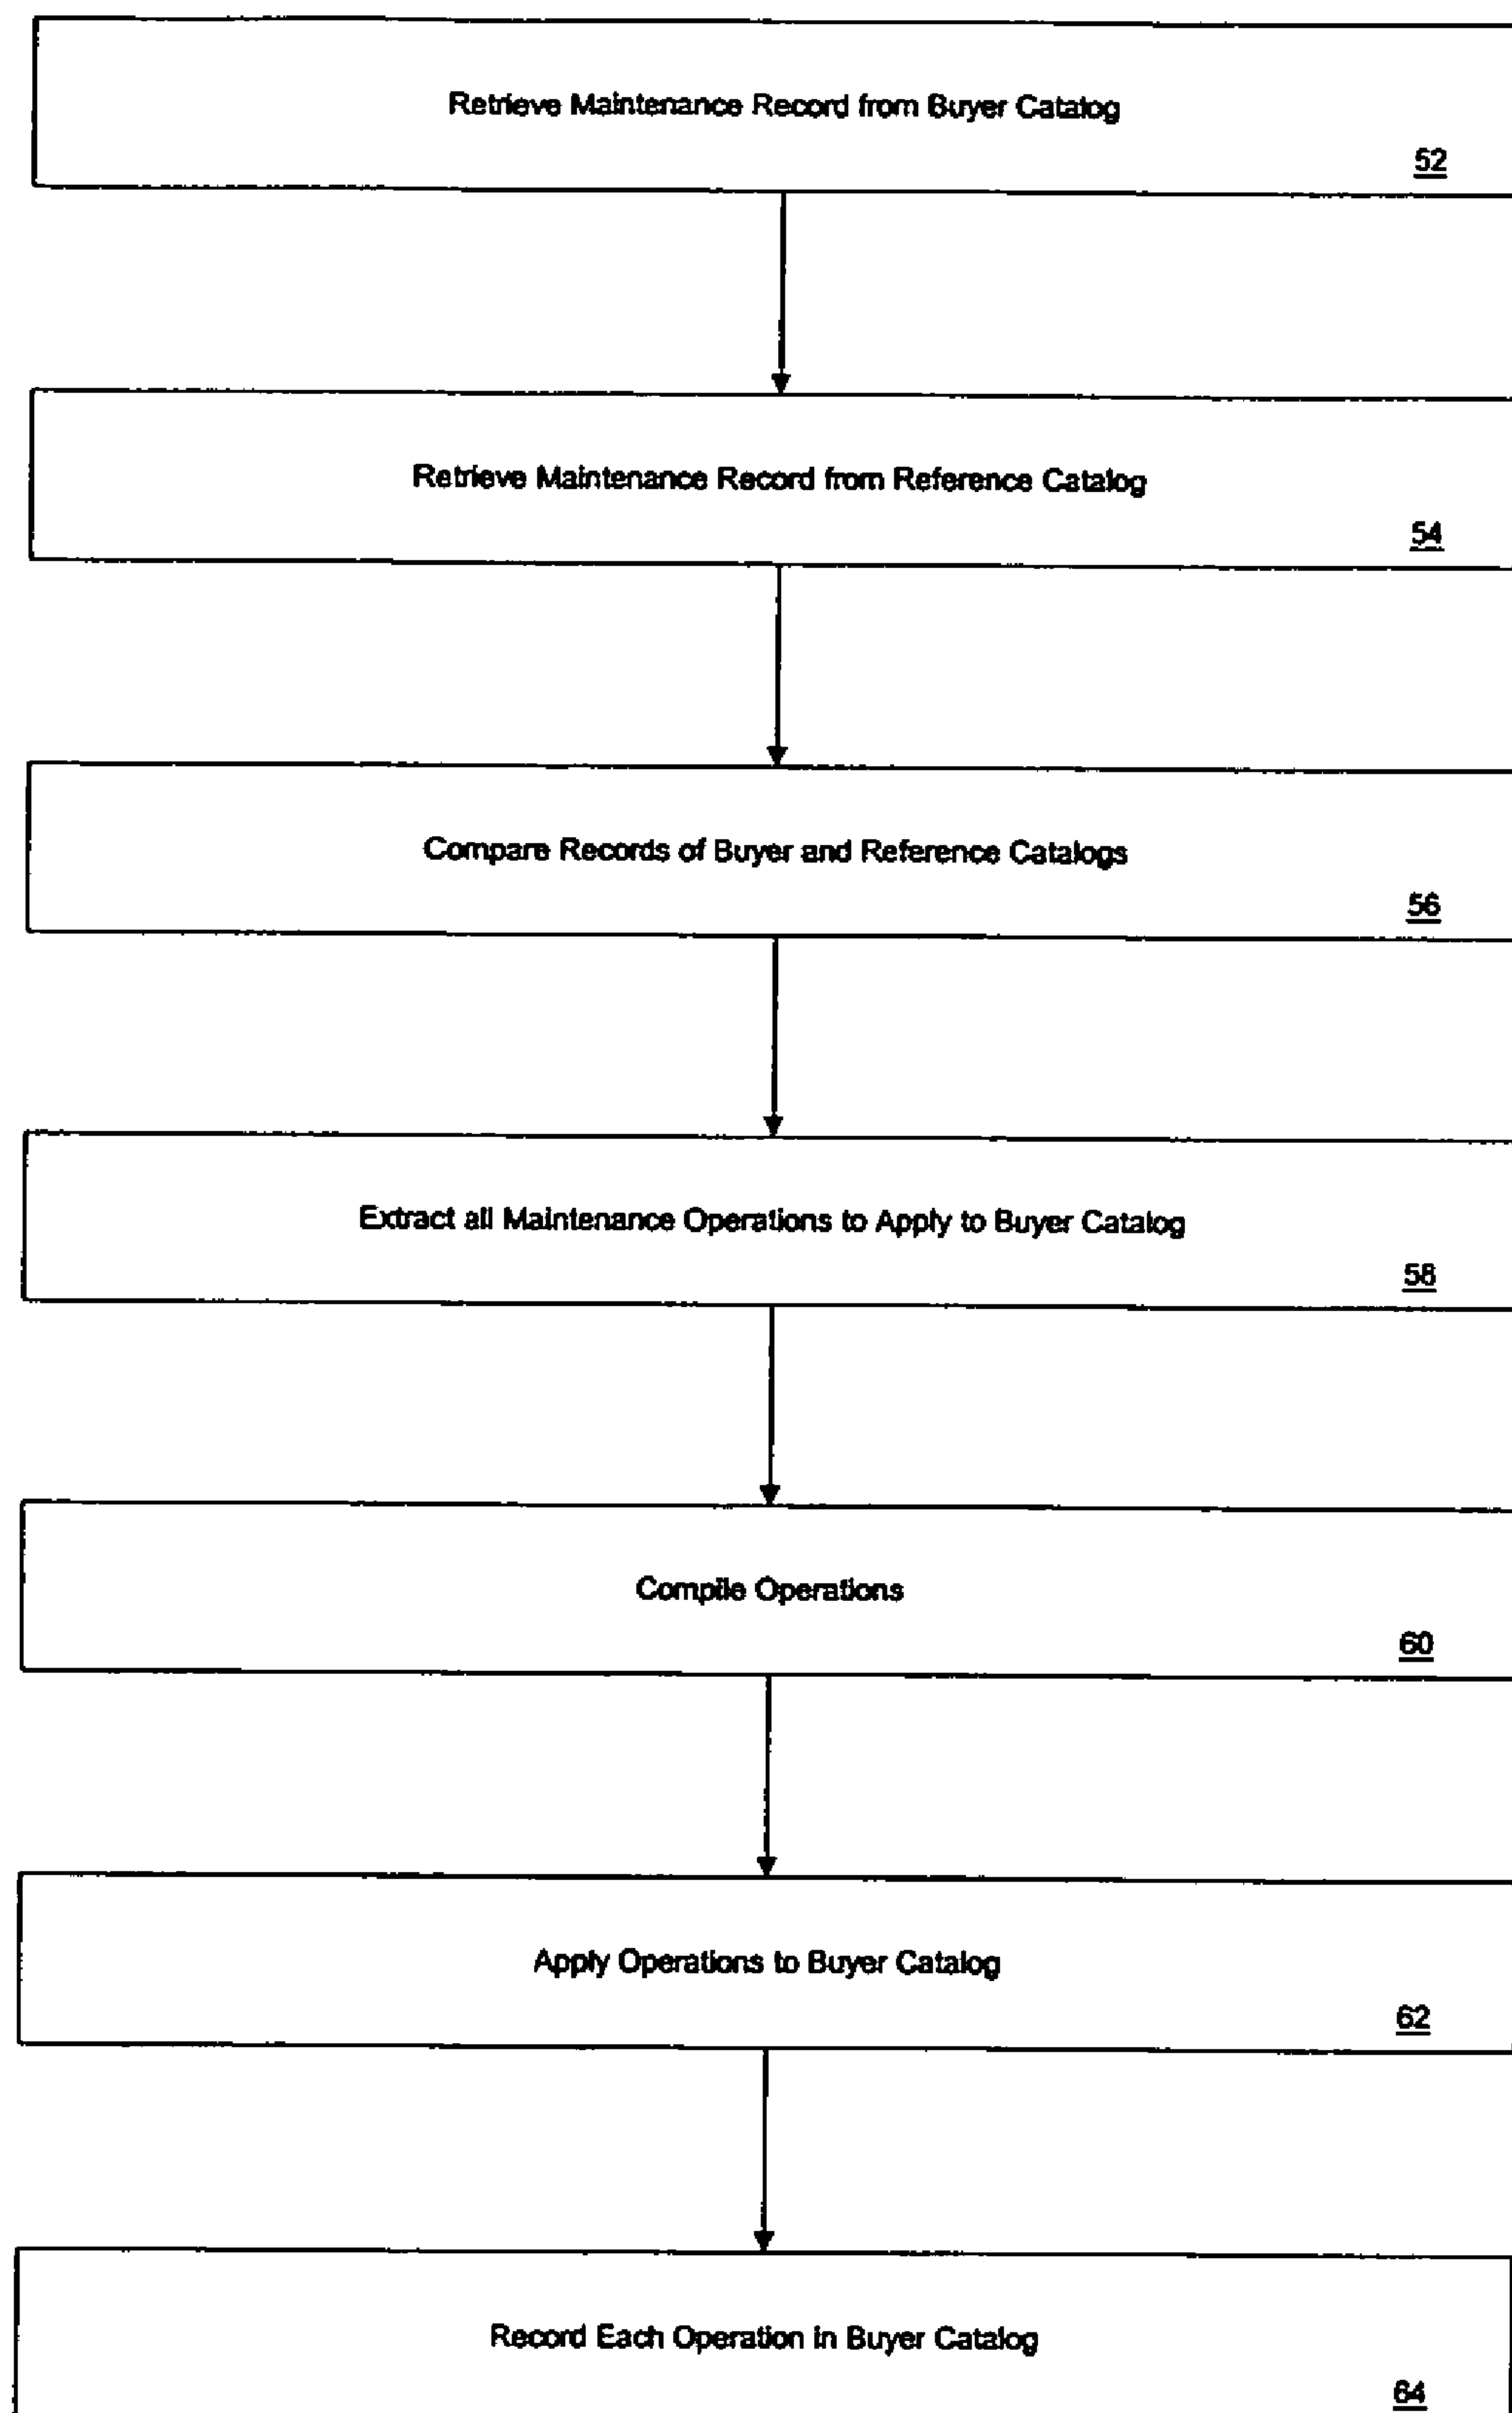 Retrieve Maintenance Record from Buyer Catalog
52
Retrieve Maintenance Record from Reference Catalog
54
Compare Records of Buyer and Reference Catalogs
56
Extract all Maintenance Operations to Apply to Buyer Catalog
58
Compile Operations
60
Apply Operations to Buyer Catalog
62
Record Each Operation in Buyer Catalog
64